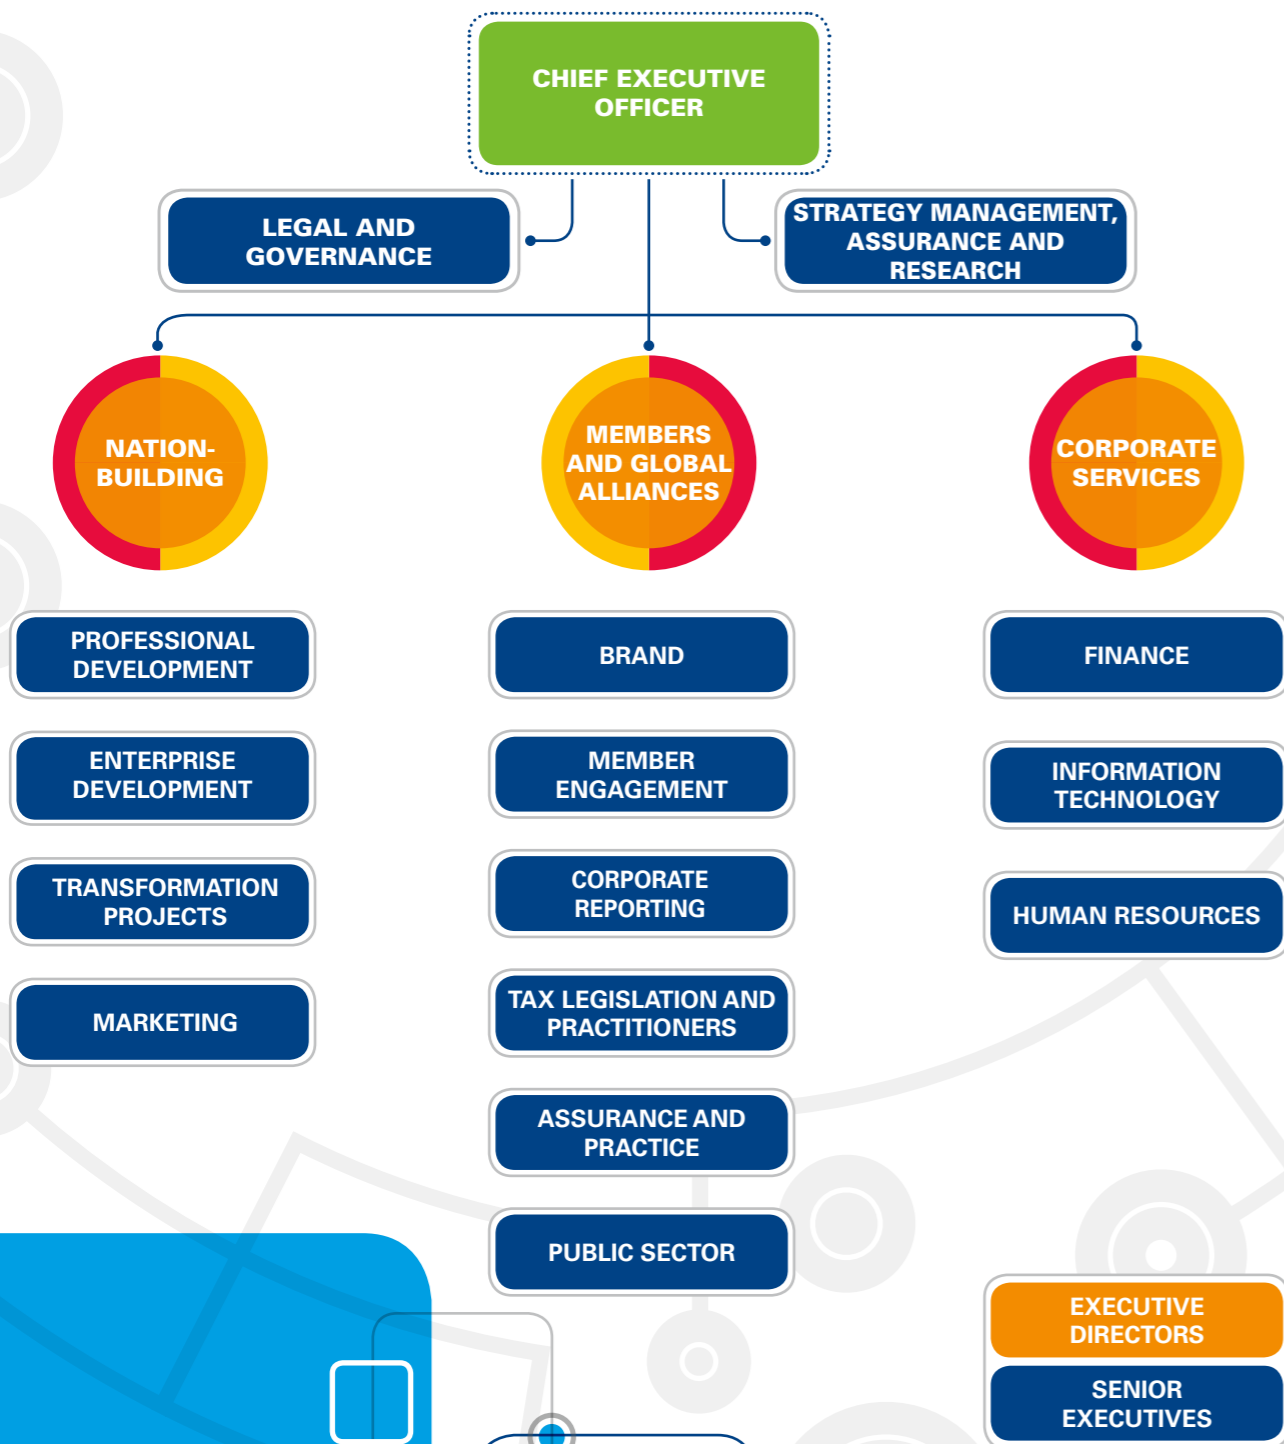 CHIEF EXECUTIVE
OFFICER
LEGAL AND
GOVERNANCE
STRATEGY MANAGEMENT,
ASSURANCE AND
RESEARCH
NATION-
BUILDING
MEMBERS
AND GLOBAL
ALLIANCES
CORPORATE
SERVICES
PROFESSIONAL
DEVELOPMENT
ENTERPRISE
DEVELOPMENT
TRANSFORMATION
PROJECTS
MARKETING
BRAND
MEMBER
ENGAGEMENT
CORPORATE
REPORTING
TAX LEGISLATION AND
PRACTITIONERS
ASSURANCE AND
PRACTICE
PUBLIC SECTOR
FINANCE
INFORMATION
TECHNOLOGY
HUMAN RESOURCES
EXECUTIVE
DIRECTORS
SENIOR
EXECUTIVES